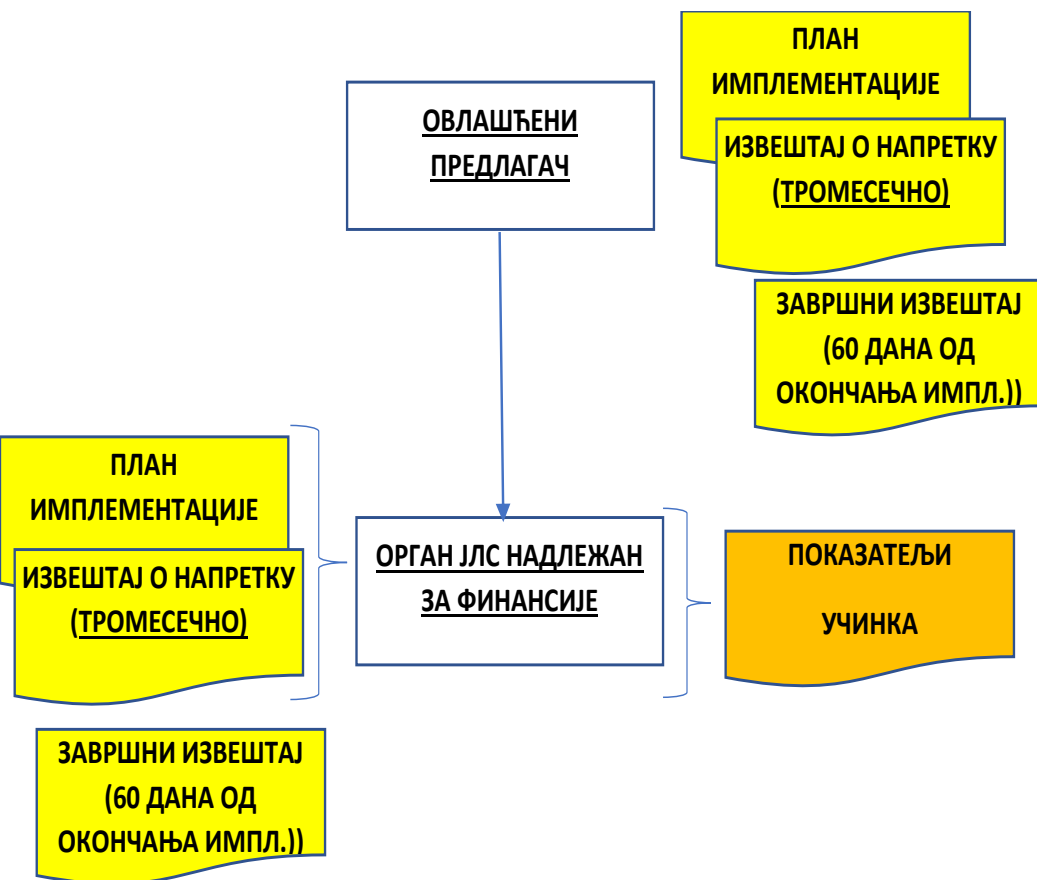 ПЛАН
ИМПЛЕМЕНТАЦИЈЕ
ОВЛАШЋЕНИ
ПРЕДЛАГАЧ
ИЗВЕШТАЈ О НАПРЕТКУ
(ТРОМЕСЕЧНО)
ЗАВРШНИ ИЗВЕШТАЈ
(60 ДАНА ОД
ОКОНЧАЊА ИМПЛ.))
ПЛАН
ИМПЛЕМЕНТАЦИЈЕ
ИЗВЕШТАЈ О НАПРЕТКУ
(ТРОМЕСЕЧНО)
ОРГАН ЈЛС НАДЛЕЖАН
ЗА ФИНАНСИЈЕ
ПОКАЗАТЕЉИ
УЧИНКА
ЗАВРШНИ ИЗВЕШТАЈ
(60 ДАНА ОД
ОКОНЧАЊА ИМПЛ.))